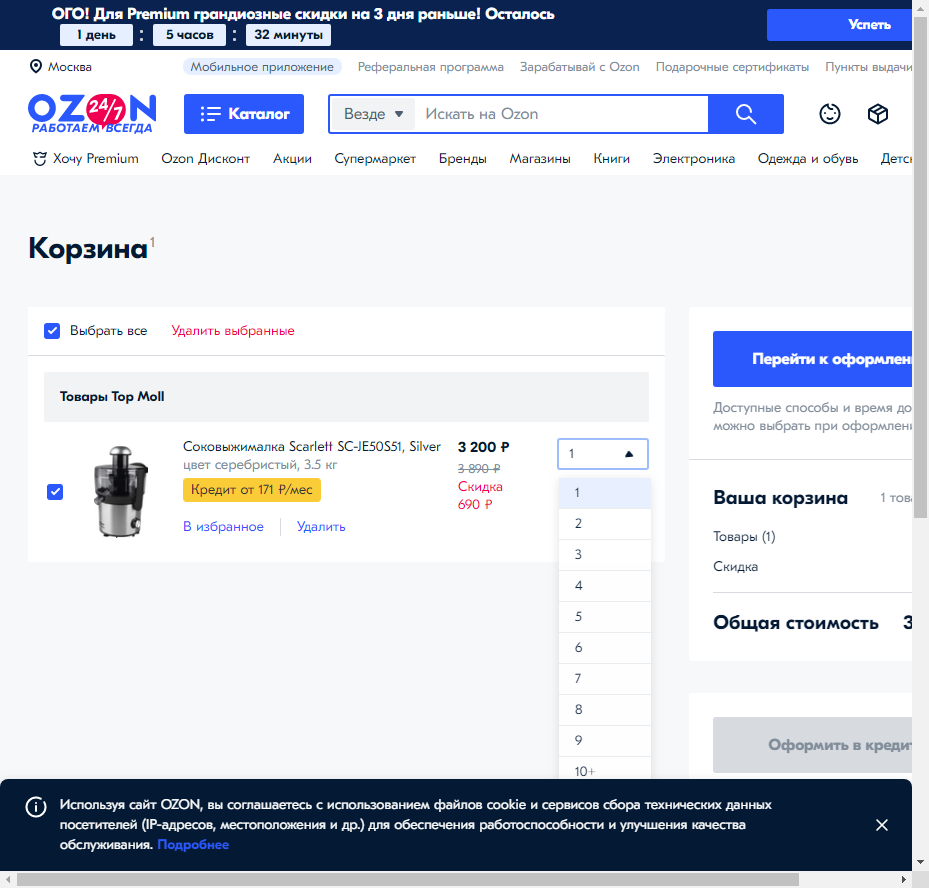 ОГО! Для Premium грандиозные скидки на 3 дня раньше! Осталось
1 день : 5 часов : 32 минуты
Успеть
Москва
Мобильное приложение
Реферальная программа
Зарабатывай с Ozon
Подарочные сертификаты
Пункты выдачи
OZON 24/7
РАБОТАЕМ ВСЕГДА
Каталог
Везде
Искать на Ozon
Хочу Premium
Ozon Дисконт
Акции
Супермаркет
Бренды
Магазины
Книги
Электроника
Одежда и обувь
Детск
Корзина 1
Выбрать все
Удалить выбранные
Товары Top Moll
Соковыжималка Scarlett SC-JE50S51, Silver
цвет серебристый, 3.5 кг
Кредит от 171 ₽/мес
В избранное
Удалить
3 200 ₽
3 890 ₽
Скидка
690 ₽
1
1
2
3
4
5
6
7
8
9
10+
Перейти к оформлен
Доступные способы и время до
можно выбрать при оформлени
Ваша корзина
1 това
Товары (1)
Скидка
Общая стоимость
3
Оформить в кредит
Используя сайт OZON, вы соглашаетесь с использованием файлов cookie и сервисов сбора технических данных
посетителей (IP-адресов, местоположения и др.) для обеспечения работоспособности и улучшения качества
обслуживания. Подробнее